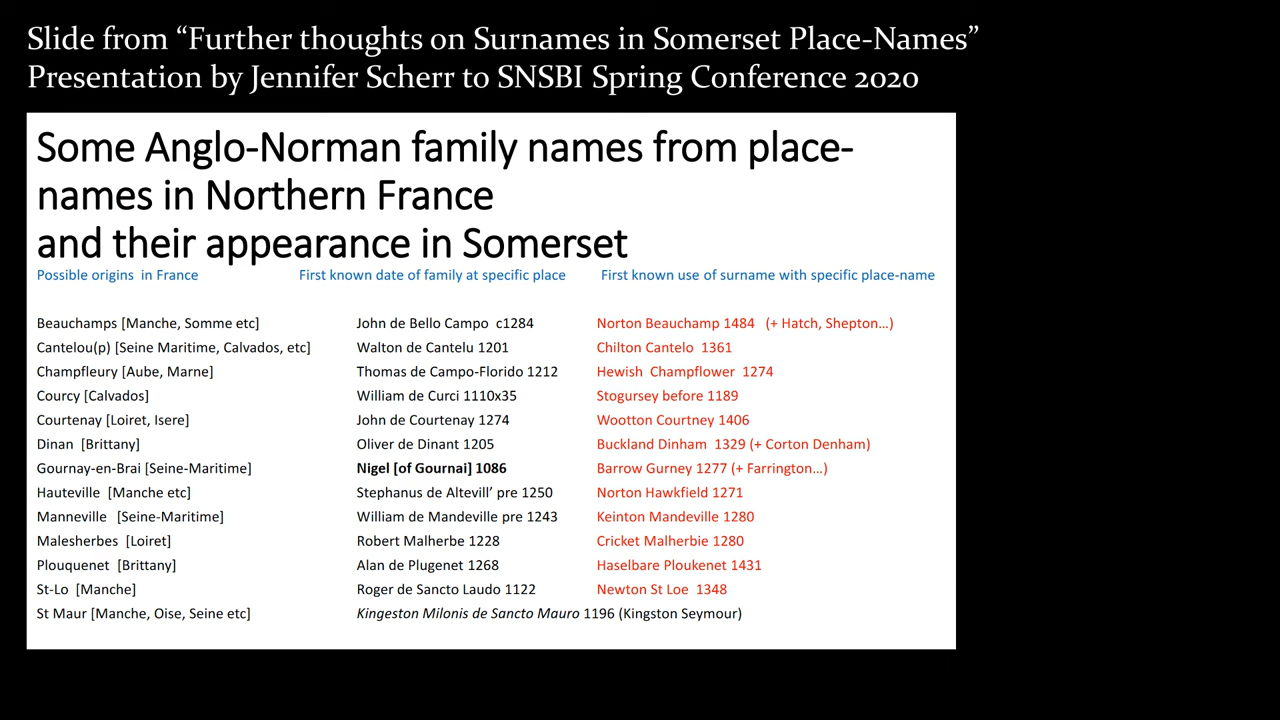 Slide from “Further thoughts on Surnames in Somerset Place-Names”
Presentation by Jennifer Scherr to SNSBI Spring Conference 2020
Some Anglo-Norman family names from place-
names in Northern France
and their appearance in Somerset
Possible origins  in France First known date of family at specific place First known use of surname with specific place-name
Beauchamps [Manche, Somme etc] John de Bello Campo  c1284 Norton Beauchamp 1484   (+ Hatch, Shepton…)
Cantelou(p) [Seine Maritime, Calvados, etc] Walton de Cantelu 1201 Chilton Cantelo  1361
Champfleury [Aube, Marne] Thomas de Campo-Florido 1212 Hewish  Champflower  1274
Courcy [Calvados] William de Curci 1110x35 Stogursey before 1189
Courtenay [Loiret, Isere] John de Courtenay 1274 Wootton Courtney 1406
Dinan  [Brittany] Oliver de Dinant 1205 Buckland Dinham  1329 (+ Corton Denham)
Gournay-en-Brai [Seine-Maritime] Nigel [of Gournai] 1086 Barrow Gurney 1277 (+ Farrington…)
Hauteville  [Manche etc] Stephanus de Altevill’ pre 1250 Norton Hawkfield 1271
Manneville  [Seine-Maritime] William de Mandeville pre 1243 Keinton Mandeville 1280
Malesherbes  [Loiret] Robert Malherbe 1228 Cricket Malherbie 1280
Plouquenet  [Brittany] Alan de Plugenet 1268 Haselbare Ploukenet 1431
St-Lo  [Manche] Roger de Sancto Laudo 1122 Newton St Loe  1348
St Maur [Manche, Oise, Seine etc] Kingeston Milonis de Sancto Mauro 1196 (Kingston Seymour)